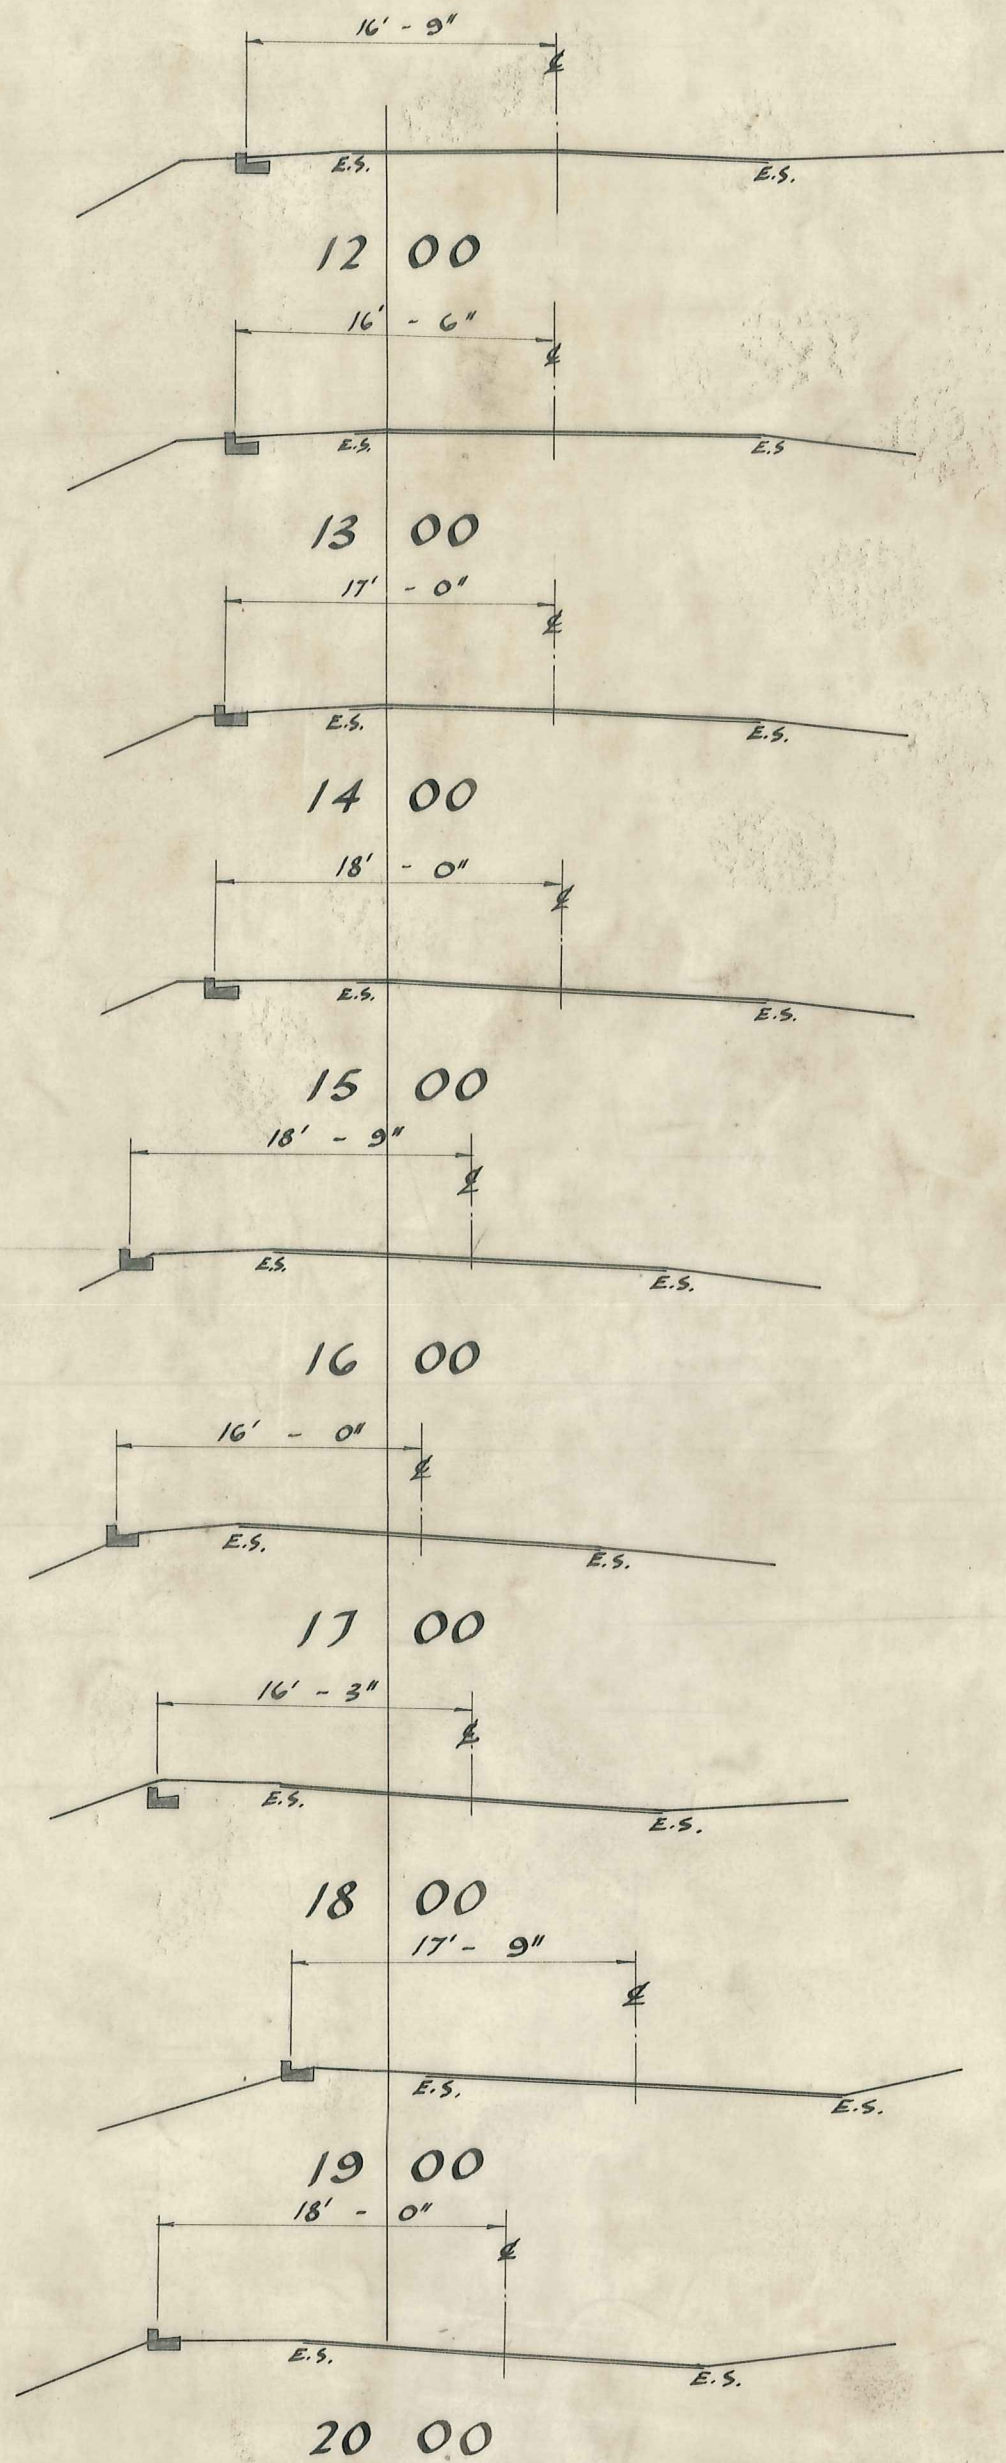 16' - 9"
℄
E.S. E.S.
12 00
16' - 6"
℄
E.S. E.S
13 00
17' - 0"
℄
E.S. E.S.
14 00
18' - 0"
℄
E.S. E.S.
15 00
18' - 9"
℄
E.S. E.S.
16 00
16' - 0"
℄
E.S. E.S.
17 00
16' - 3"
℄
E.S. E.S.
18 00
17' - 9"
℄
E.S. E.S.
19 00
18' - 0"
℄
E.S. E.S.
20 00